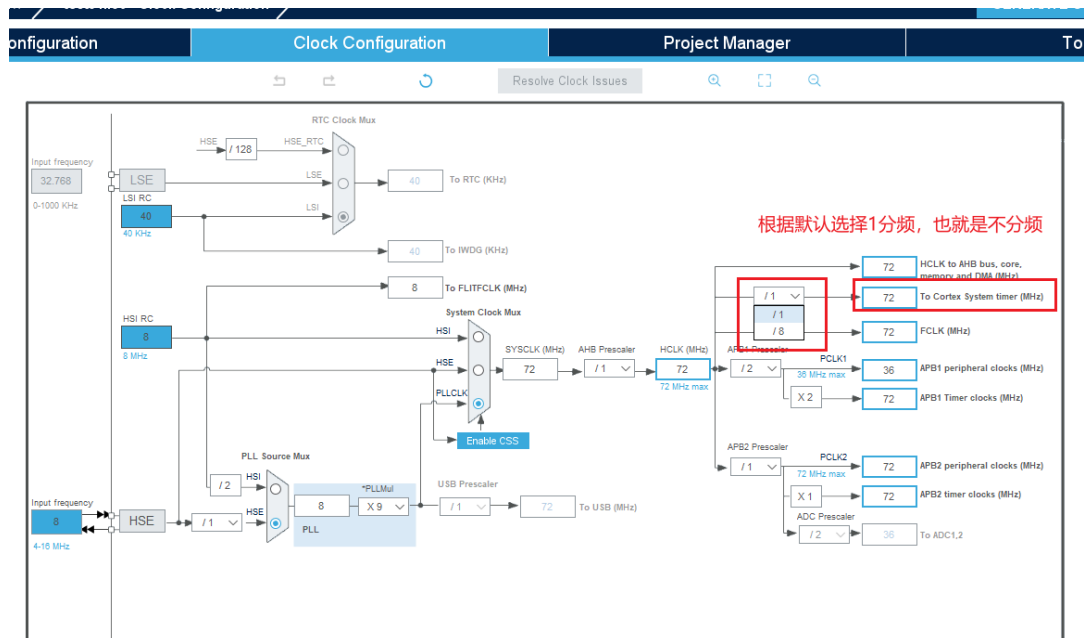 onfiguration
Clock Configuration
Project Manager
To
Resolve Clock Issues
RTC Clock Mux
HSE
/ 128
HSE_RTC
Input frequency
32.768
0-1000 KHz
LSE
LSE
40
To RTC (KHz)
LSI RC
40
40 KHz
LSI
40
To IWDG (KHz)
根据默认选择1分频，也就是不分频
8
To FLITFCLK (MHz)
72
HCLK to AHB bus, core,
memory and DMA (MHz)
/ 1
72
To Cortex System timer (MHz)
/ 1
/ 8
72
FCLK (MHz)
System Clock Mux
HSI RC
8
8 MHz
HSI
HSE
PLLCLK
SYSCLK (MHz)
72
AHB Prescaler
/ 1
HCLK (MHz)
72
72 MHz max
APB1 Prescaler
/ 2
PCLK1
36 MHz max
36
APB1 peripheral clocks (MHz)
X 2
72
APB1 Timer clocks (MHz)
Enable CSS
PLL Source Mux
/ 2
HSI
HSE
8
*PLLMul
X 9
PLL
USB Prescaler
/ 1
72
To USB (MHz)
APB2 Prescaler
/ 1
PCLK2
72 MHz max
72
APB2 peripheral clocks (MHz)
X 1
72
APB2 timer clocks (MHz)
ADC Prescaler
/ 2
36
To ADC1,2
Input frequency
8
4-16 MHz
HSE
/ 1